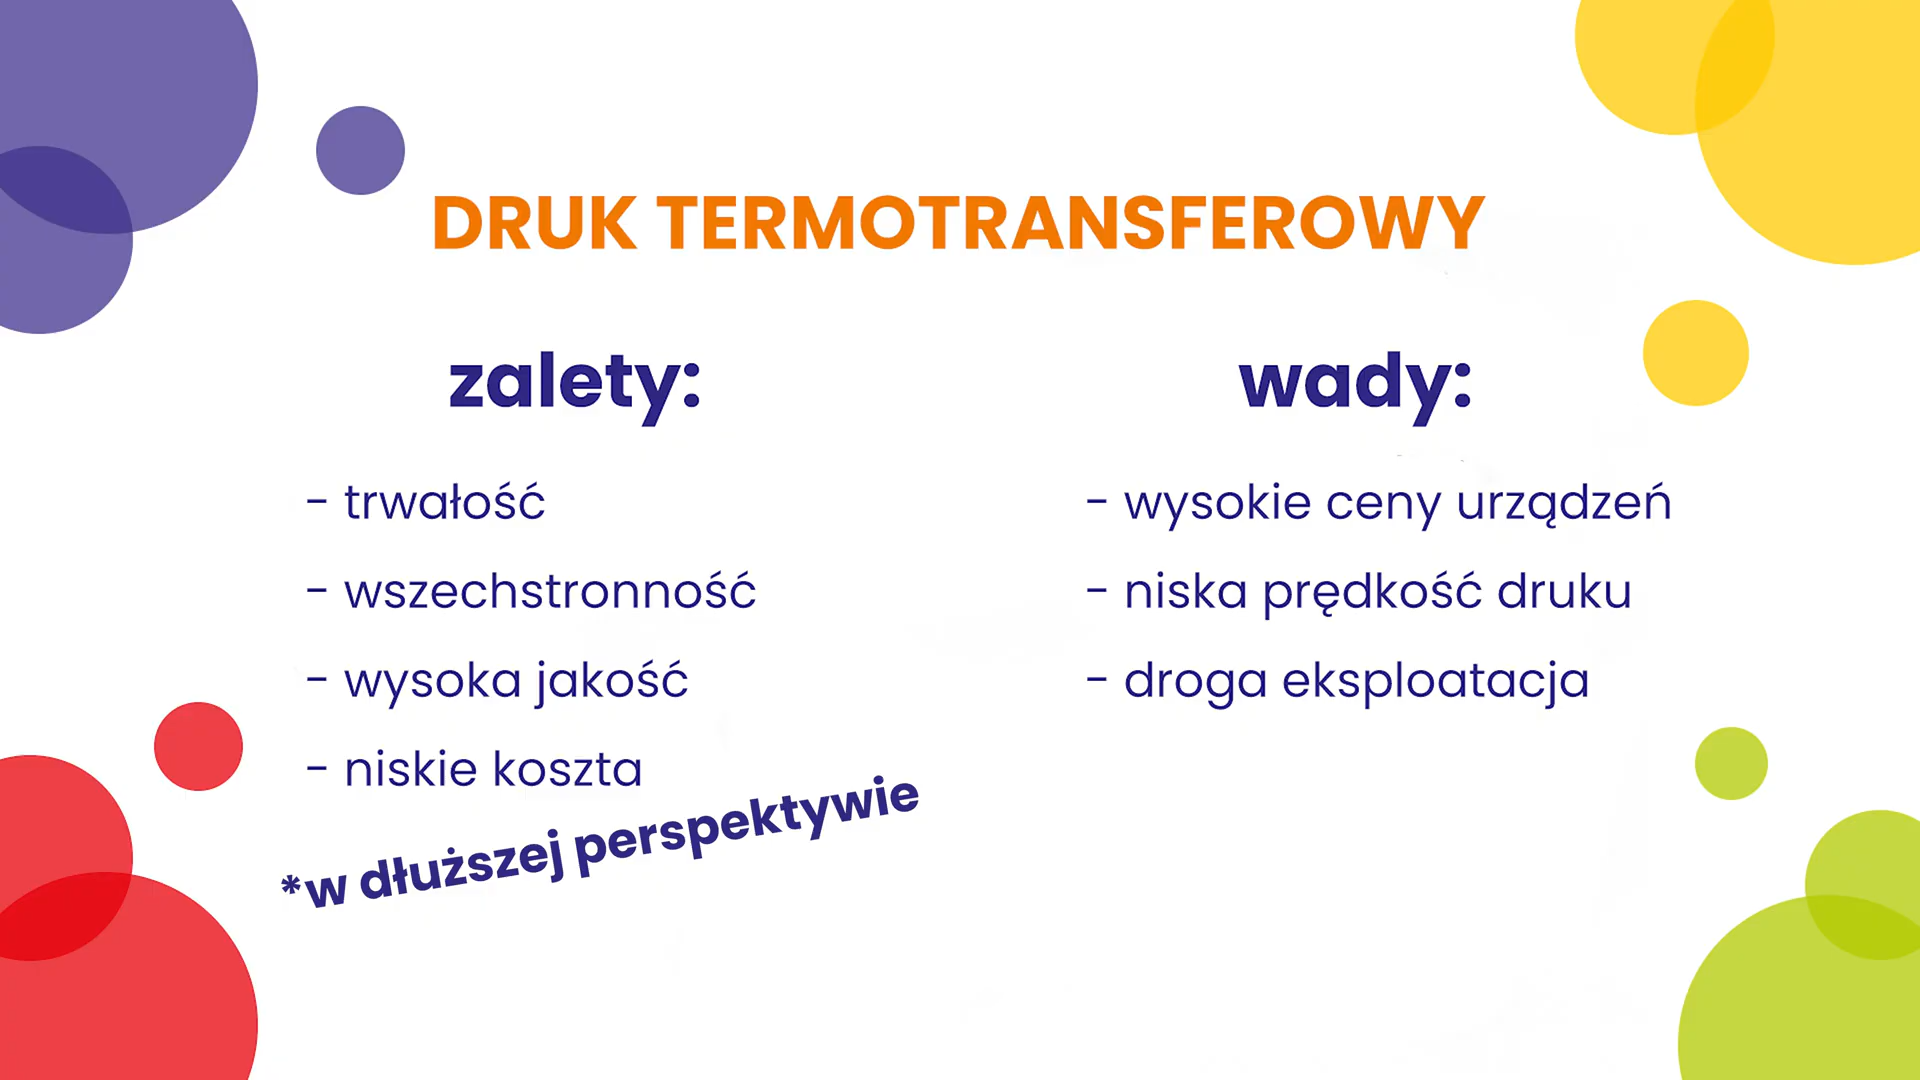 DRUK TERMOTRANSFEROWY
zalety:
- trwałość
- wszechstronność
- wysoka jakość
- niskie koszta
*w dłuższej perspektywie
wady:
- wysokie ceny urządzeń
- niska prędkość druku
- droga eksploatacja